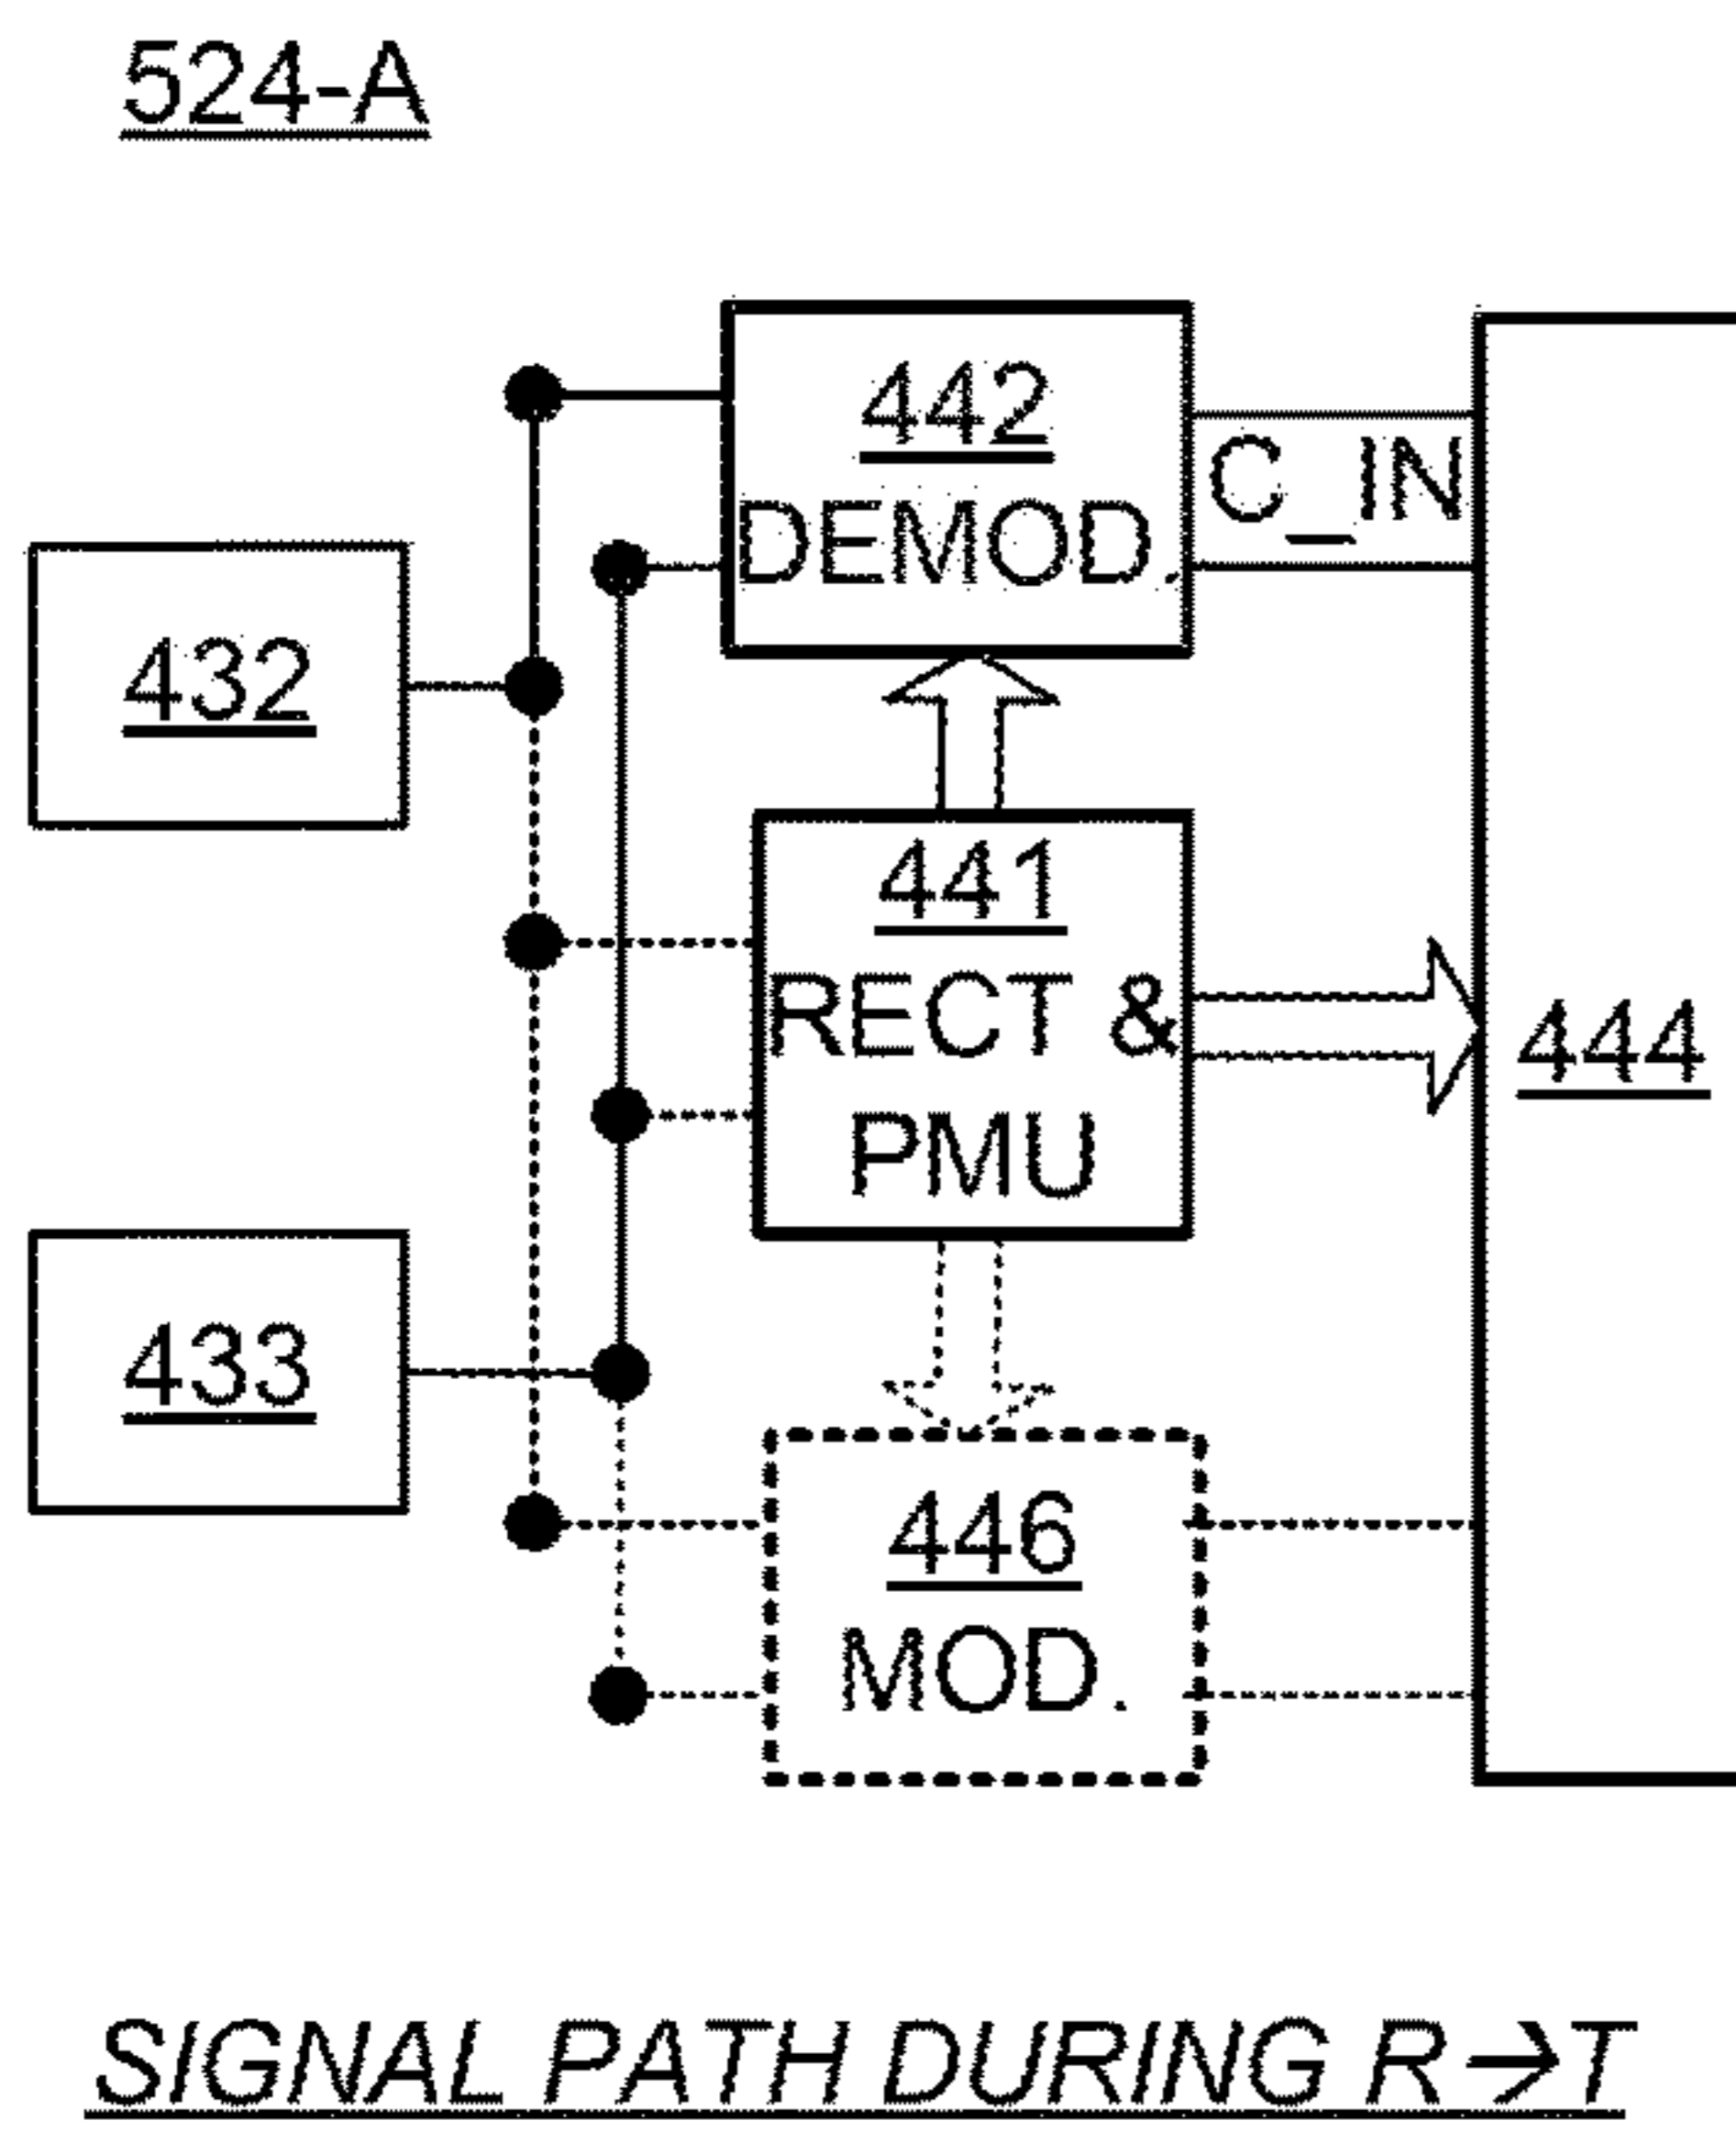 524-A
442
DEMOD.
C_IN
432
441
RECT &
PMU
444
433
446
MOD.
SIGNAL PATH DURING R→T